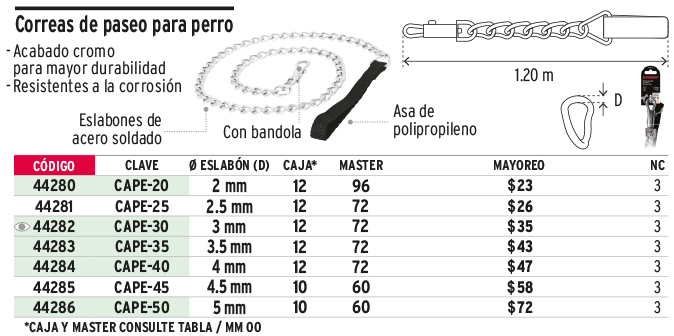 Correas de paseo para perro
- Acabado cromo
para mayor durabilidad
- Resistentes a la corrosión
Eslabones de
acero soldado
Con bandola
Asa de
polipropileno
1.20 m
D
CÓDIGO CLAVE Ø ESLABÓN (D) CAJA* MASTER MAYOREO NC
44280 CAPE-20 2 mm 12 96 $23 3
44281 CAPE-25 2.5 mm 12 72 $26 3
44282 CAPE-30 3 mm 12 72 $35 3
44283 CAPE-35 3.5 mm 12 72 $43 3
44284 CAPE-40 4 mm 12 72 $47 3
44285 CAPE-45 4.5 mm 10 60 $58 3
44286 CAPE-50 5 mm 10 60 $72 3
*CAJA Y MASTER CONSULTE TABLA / MM 00